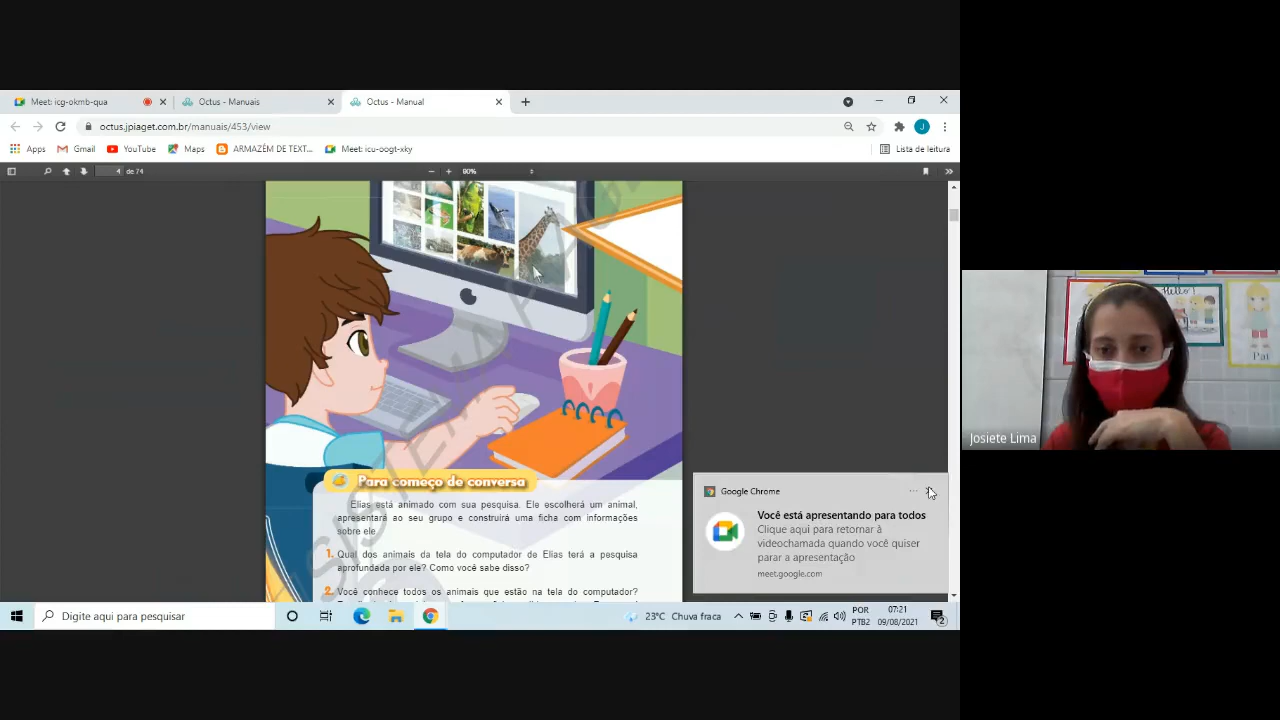 Meet: icg-okmb-qua
Octus - Manuais
Octus - Manual
octus.jpiaget.com.br/manuais/453/view
Apps
Gmail
YouTube
Maps
ARMAZÉM DE TEXT...
Meet: icu-oogt-xky
Lista de leitura
4 de 74
90%
Hello!
Pat
Josiete Lima
Para começo de conversa
Elias está animado com sua pesquisa. Ele escolherá um animal,
apresentará ao seu grupo e construirá uma ficha com informações
sobre ele.
1. Qual dos animais da tela do computador de Elias terá a pesquisa
aprofundada por ele? Como você sabe disso?
2. Você conhece todos os animais que estão na tela do computador?
Google Chrome
Você está apresentando para todos
Clique aqui para retornar à
videochamada quando você quiser
parar a apresentação
meet.google.com
Digite aqui para pesquisar
23°C Chuva fraca
POR
PTB2
07:21
09/08/2021
2